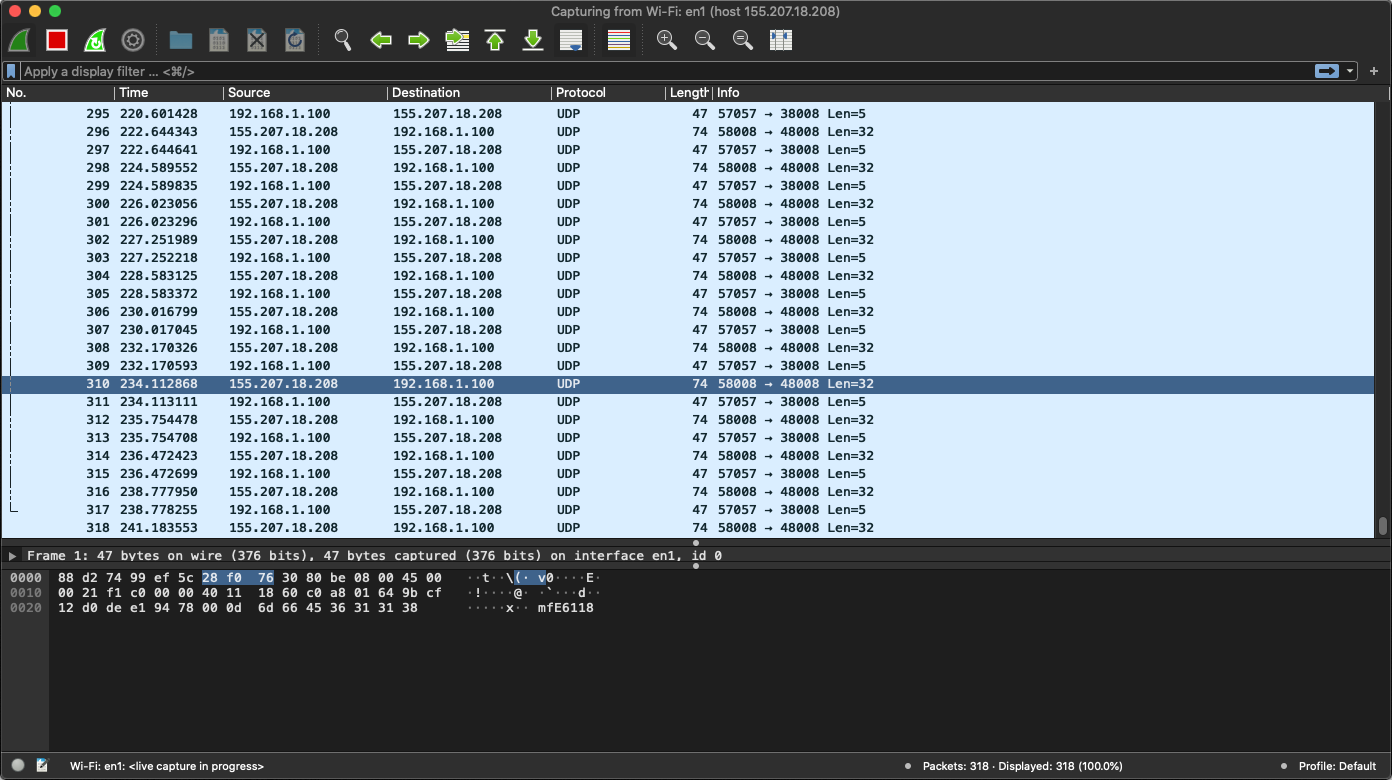 Capturing from Wi-Fi: en1 (host 155.207.18.208)
Apply a display filter ... <⌘/>
No. Time Source Destination Protocol Length Info
295 220.601428 192.168.1.100 155.207.18.208 UDP 47 57057 → 38008 Len=5
296 222.644343 155.207.18.208 192.168.1.100 UDP 74 58008 → 48008 Len=32
297 222.644641 192.168.1.100 155.207.18.208 UDP 47 57057 → 38008 Len=5
298 224.589552 155.207.18.208 192.168.1.100 UDP 74 58008 → 48008 Len=32
299 224.589835 192.168.1.100 155.207.18.208 UDP 47 57057 → 38008 Len=5
300 226.023056 155.207.18.208 192.168.1.100 UDP 74 58008 → 48008 Len=32
301 226.023296 192.168.1.100 155.207.18.208 UDP 47 57057 → 38008 Len=5
302 227.251989 155.207.18.208 192.168.1.100 UDP 74 58008 → 48008 Len=32
303 227.252218 192.168.1.100 155.207.18.208 UDP 47 57057 → 38008 Len=5
304 228.583125 155.207.18.208 192.168.1.100 UDP 74 58008 → 48008 Len=32
305 228.583372 192.168.1.100 155.207.18.208 UDP 47 57057 → 38008 Len=5
306 230.016799 155.207.18.208 192.168.1.100 UDP 74 58008 → 48008 Len=32
307 230.017045 192.168.1.100 155.207.18.208 UDP 47 57057 → 38008 Len=5
308 232.170326 155.207.18.208 192.168.1.100 UDP 74 58008 → 48008 Len=32
309 232.170593 192.168.1.100 155.207.18.208 UDP 47 57057 → 38008 Len=5
310 234.112868 155.207.18.208 192.168.1.100 UDP 74 58008 → 48008 Len=32
311 234.113111 192.168.1.100 155.207.18.208 UDP 47 57057 → 38008 Len=5
312 235.754478 155.207.18.208 192.168.1.100 UDP 74 58008 → 48008 Len=32
313 235.754708 192.168.1.100 155.207.18.208 UDP 47 57057 → 38008 Len=5
314 236.472423 155.207.18.208 192.168.1.100 UDP 74 58008 → 48008 Len=32
315 236.472699 192.168.1.100 155.207.18.208 UDP 47 57057 → 38008 Len=5
316 238.777950 155.207.18.208 192.168.1.100 UDP 74 58008 → 48008 Len=32
317 238.778255 192.168.1.100 155.207.18.208 UDP 47 57057 → 38008 Len=5
318 241.183553 155.207.18.208 192.168.1.100 UDP 74 58008 → 48008 Len=32
Frame 1: 47 bytes on wire (376 bits), 47 bytes captured (376 bits) on interface en1, id 0
0000 88 d2 74 99 ef 5c 28 f0 76 30 80 be 08 00 45 00 ··t··\(· v0····E·
0010 00 21 f1 c0 00 00 40 11 18 60 c0 a8 01 64 9b cf ·!····@· ·`···d··
0020 12 d0 de e1 94 78 00 0d 6d 66 45 36 31 31 38 ·····x·· mfE6118
Wi-Fi: en1: <live capture in progress> Packets: 318 · Displayed: 318 (100.0%) Profile: Default